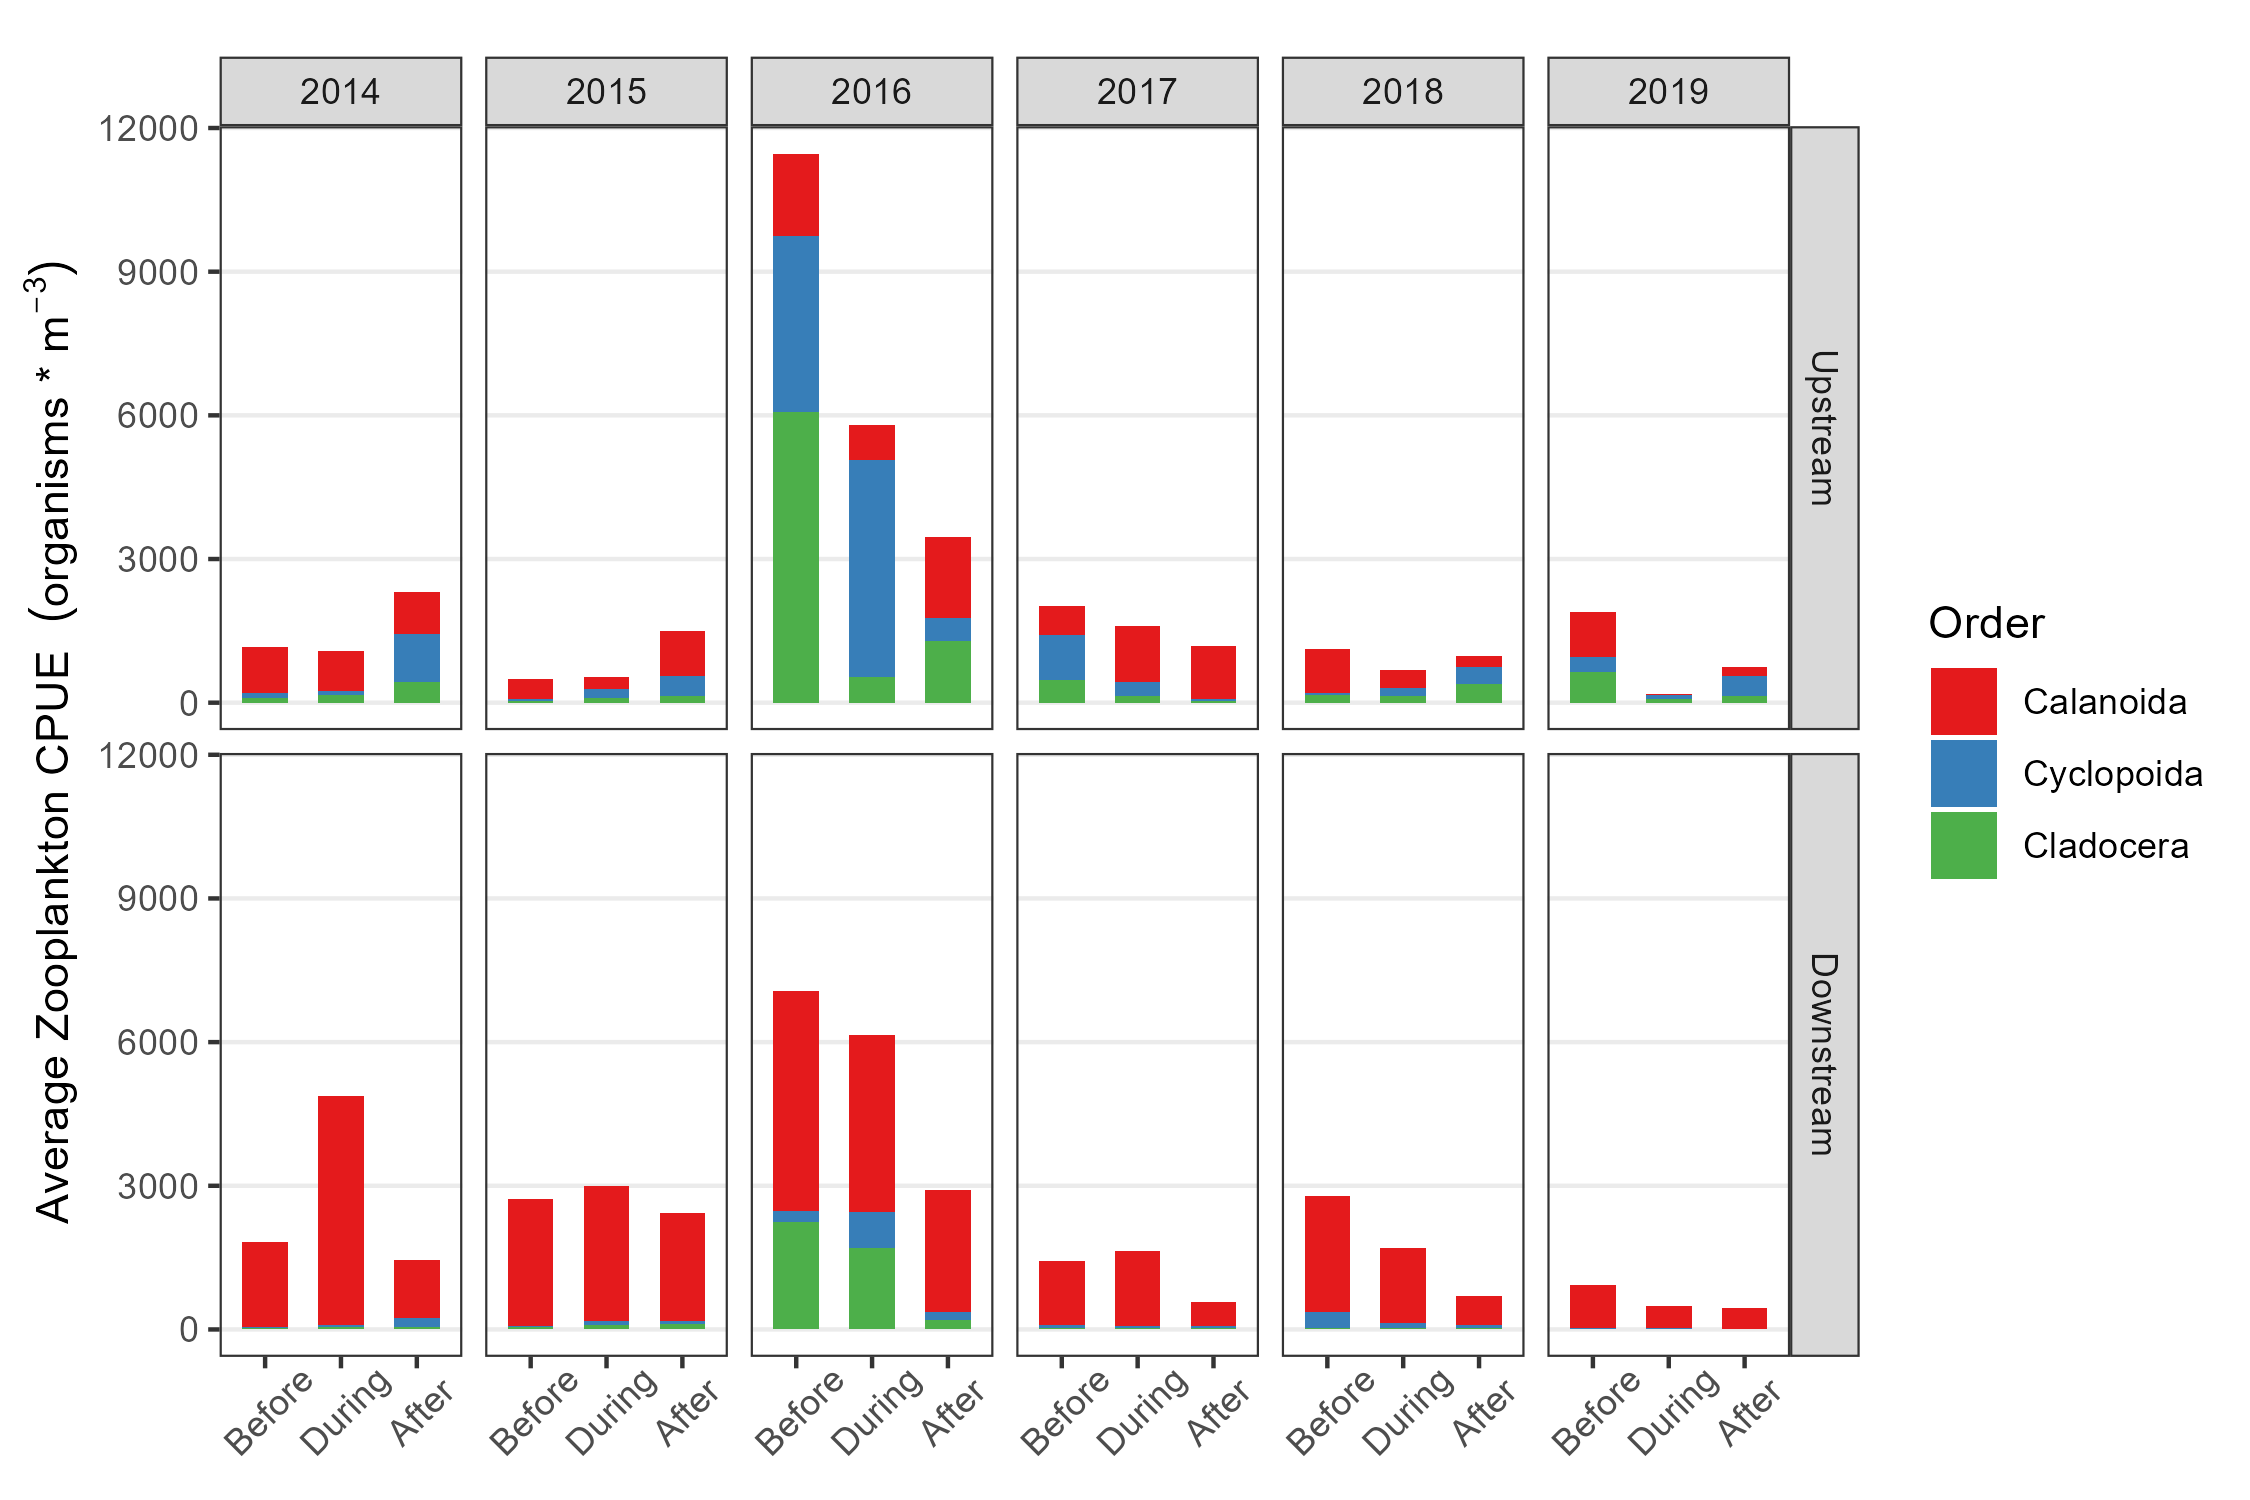 2014 2015 2016 2017 2018 2019
Average Zooplankton CPUE (organisms * m⁻³)
12000
9000
6000
3000
0
Upstream
12000
9000
6000
3000
0
Downstream
Before During After Before During After Before During After Before During After Before During After Before During After
Order
Calanoida
Cyclopoida
Cladocera